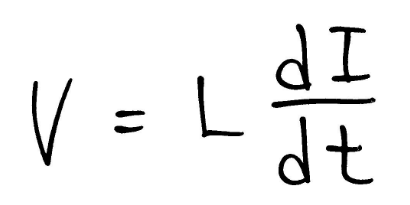 V = L dI/dt